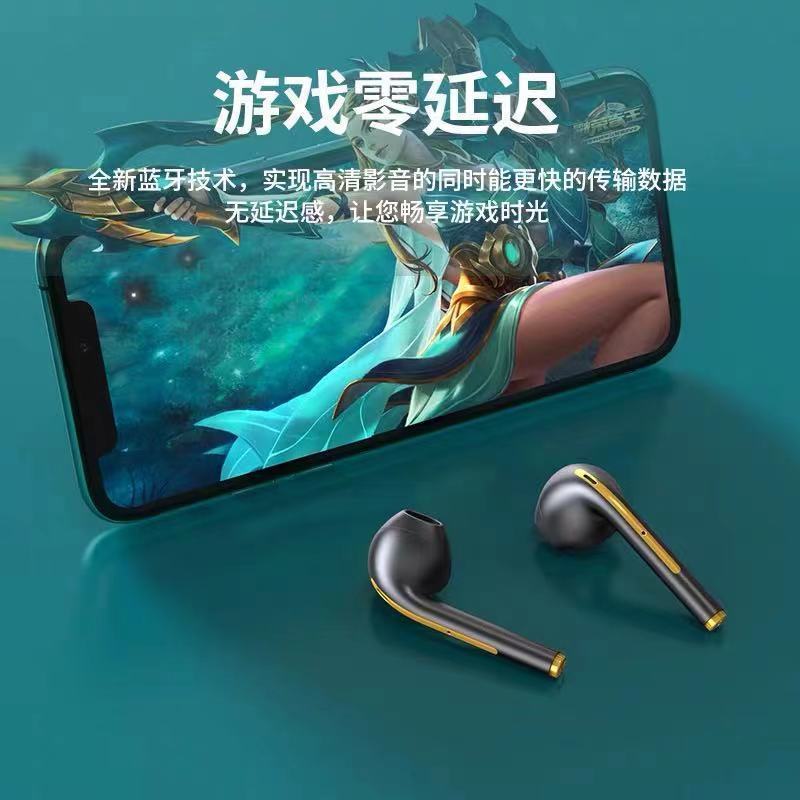 游戏零延迟
全新蓝牙技术，实现高清影音的同时能更快的传输数据
无延迟感，让您畅享游戏时光